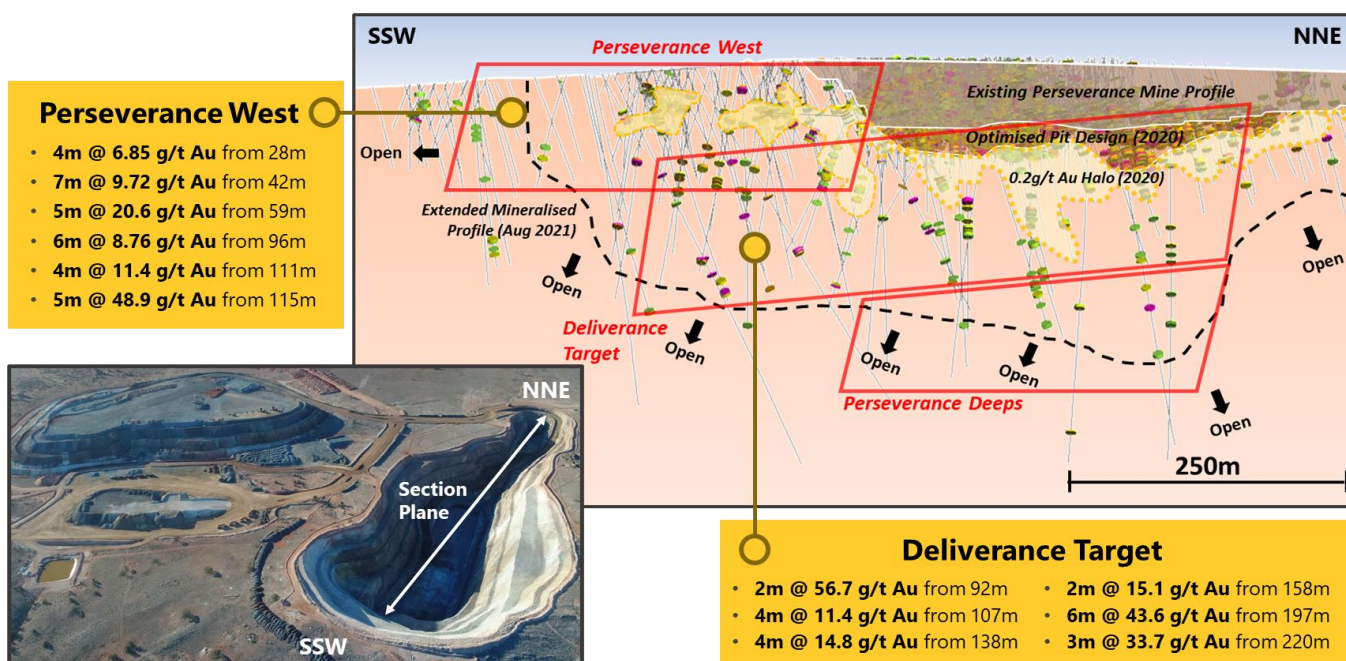 SSW
NNE
Perseverance West
Existing Perseverance Mine Profile
Optimised Pit Design (2020)
0.2g/t Au Halo (2020)
Open
Extended Mineralised
Profile (Aug 2021)
Open
Deliverance
Target
Open
Open
Open
Open
Open
Perseverance Deeps
250m
Perseverance West
• 4m @ 6.85 g/t Au from 28m
• 7m @ 9.72 g/t Au from 42m
• 5m @ 20.6 g/t Au from 59m
• 6m @ 8.76 g/t Au from 96m
• 4m @ 11.4 g/t Au from 111m
• 5m @ 48.9 g/t Au from 115m
NNE
Section
Plane
SSW
Deliverance Target
• 2m @ 56.7 g/t Au from 92m
• 4m @ 11.4 g/t Au from 107m
• 4m @ 14.8 g/t Au from 138m
• 2m @ 15.1 g/t Au from 158m
• 6m @ 43.6 g/t Au from 197m
• 3m @ 33.7 g/t Au from 220m